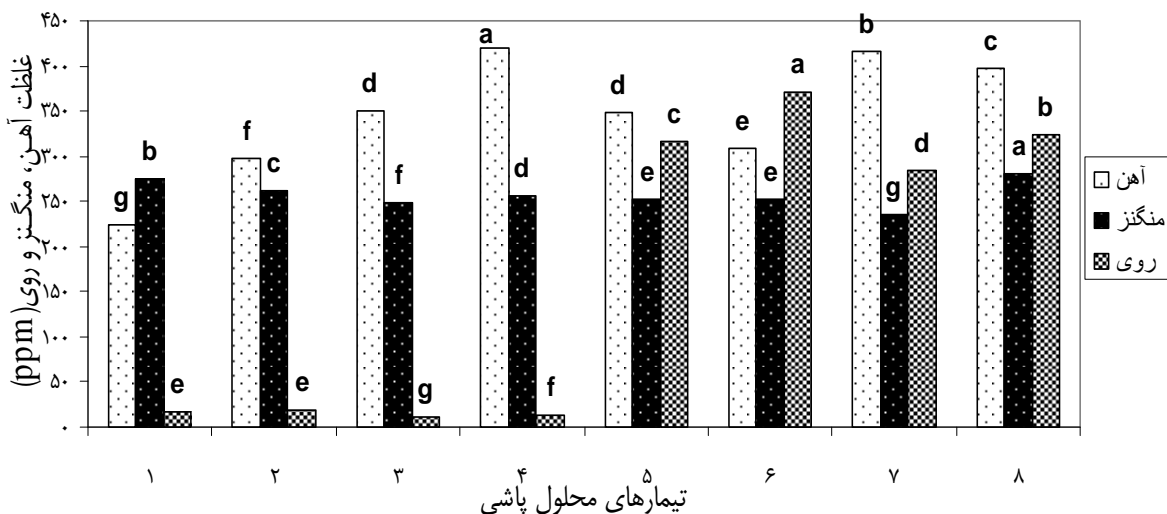 غلظت آهن، منگنز و روی (ppm)
۴۵۰
۴۰۰
۳۵۰
۳۰۰
۲۵۰
۲۰۰
۱۵۰
۱۰۰
۵۰
۰
g b e
f c e
d f g
a d f
d e c
e e a
b g d
c a b
۱ ۲ ۳ ۴ ۵ ۶ ۷ ۸
تیمارهای محلول پاشی
آهن
منگنز
روی